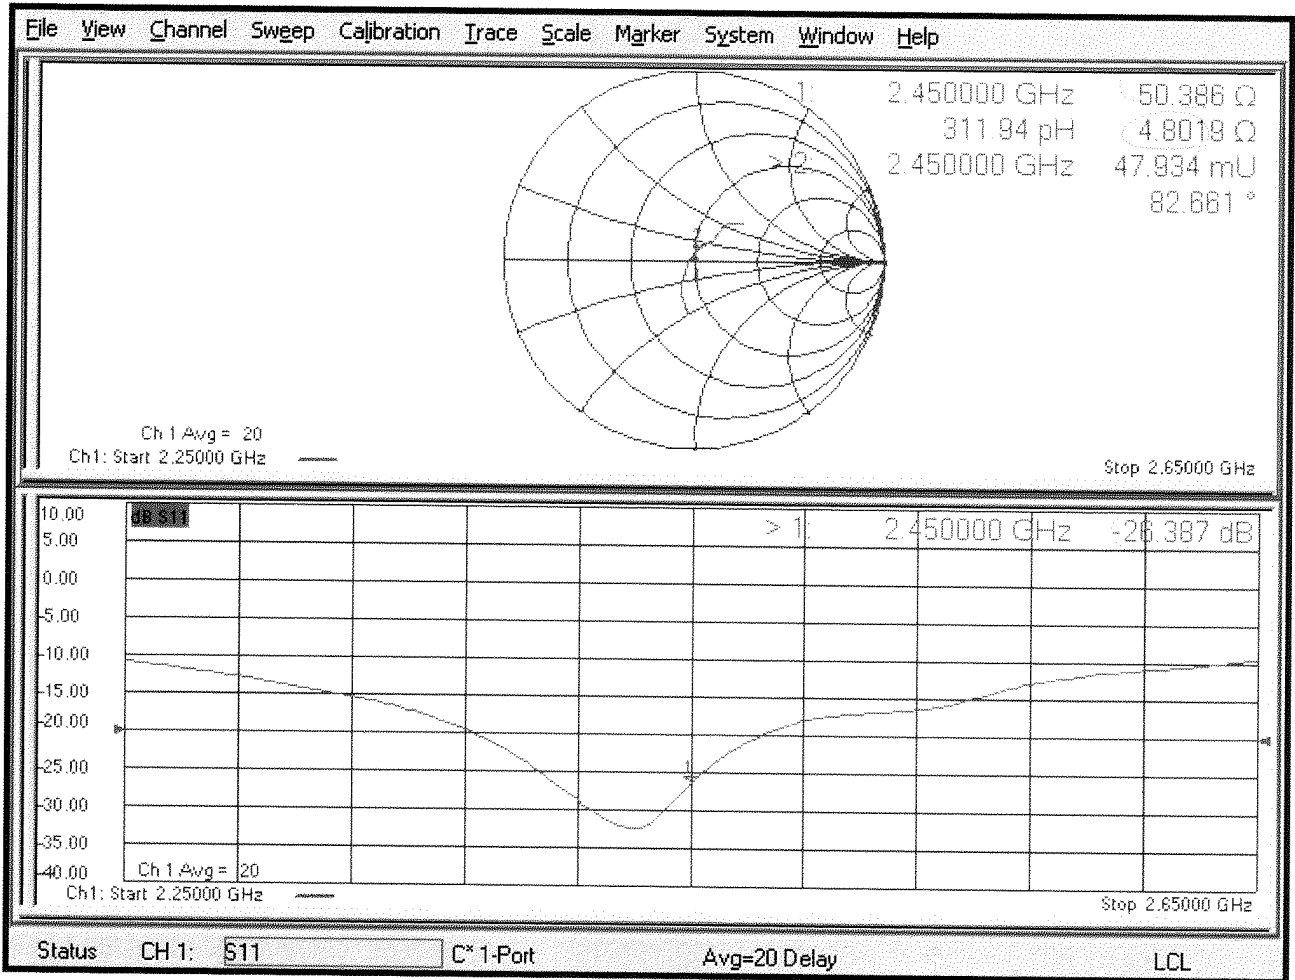 File View Channel Sweep Calibration Trace Scale Marker System Window Help
1: 2.450000 GHz 50.386 Ω
311.94 pH 4.8019 Ω
> 2: 2.450000 GHz 47.934 mU
82.661 °
Ch 1 Avg = 20
Ch1: Start 2.25000 GHz
Stop 2.65000 GHz
10.00
dB S11
> 1: 2.450000 GHz -26.387 dB
5.00
0.00
-5.00
-10.00
-15.00
-20.00
-25.00
1
-30.00
-35.00
-40.00
Ch 1 Avg = 20
Ch1: Start 2.25000 GHz
Stop 2.65000 GHz
Status CH 1: S11 C* 1-Port Avg=20 Delay LCL